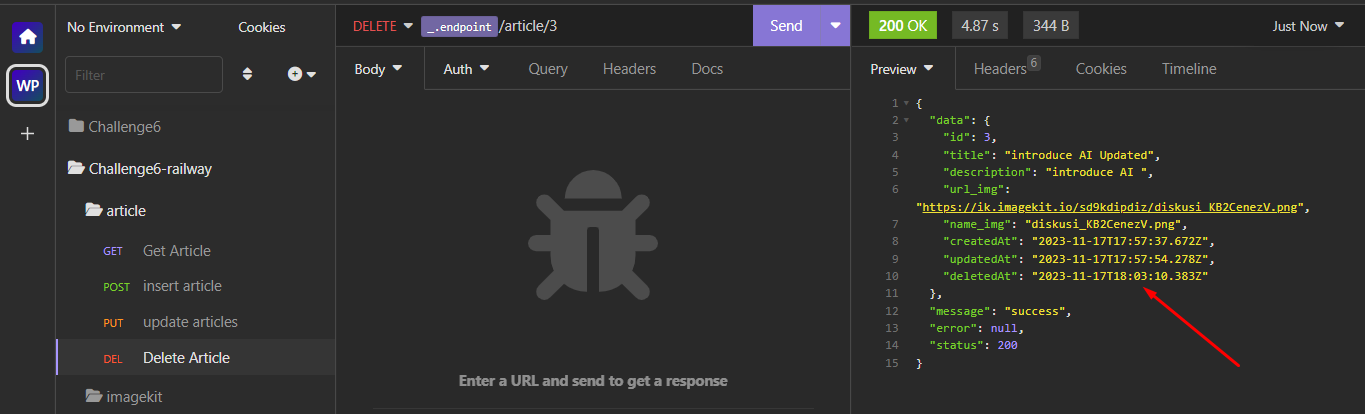 No Environment
Cookies
DELETE
_.endpoint/article/3
Send
200 OK
4.87 s
344 B
Just Now
WP
Filter
Body
Auth
Query
Headers
Docs
Preview
Headers 6
Cookies
Timeline
Challenge6
Challenge6-railway
article
GET Get Article
POST insert article
PUT update articles
DEL Delete Article
imagekit
Enter a URL and send to get a response
1 {
2 "data": {
3 "id": 3,
4 "title": "introduce AI Updated",
5 "description": "introduce AI ",
6 "url_img":
"https://ik.imagekit.io/sd9kdipdiz/diskusi_KB2CenezV.png",
7 "name_img": "diskusi_KB2CenezV.png",
8 "createdAt": "2023-11-17T17:57:37.672Z",
9 "updatedAt": "2023-11-17T17:57:54.278Z",
10 "deletedAt": "2023-11-17T18:03:10.383Z"
11 },
12 "message": "success",
13 "error": null,
14 "status": 200
15 }